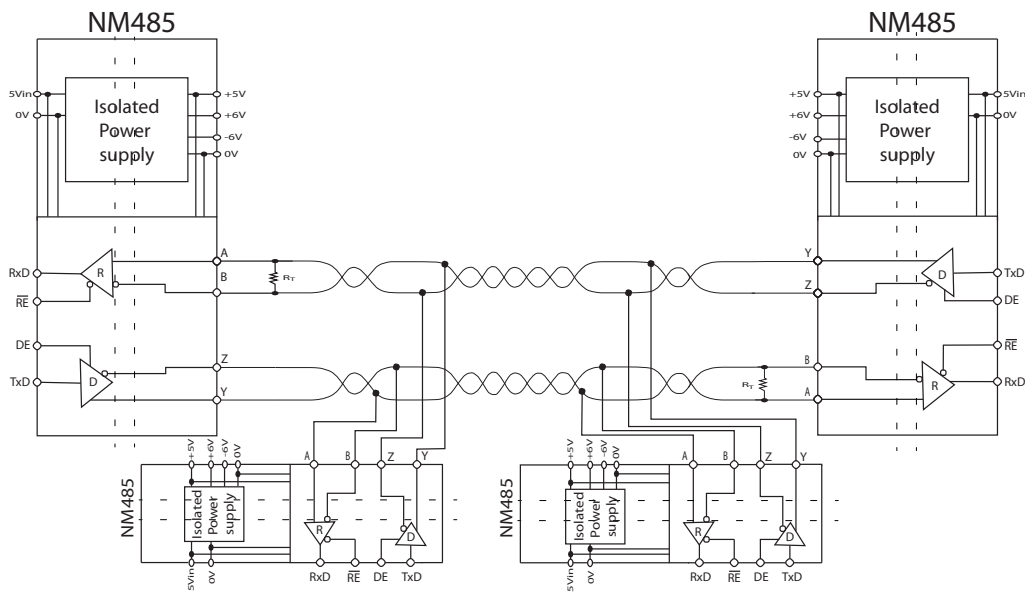 NM485
NM485
5Vin
0V
Isolated
Power
supply
+5V
+6V
-6V
0V
+5V
+6V
-6V
0V
Isolated
Power
supply
5Vin
0V
RxD
R
A
B
RT
RE
DE
TxD
D
Z
Y
Y
Z
D
TxD
DE
RE
B
A
RT
R
RxD
NM485
+5V
+6V
-6V
0V
Isolated
Power
supply
5Vin
0V
A
B
Z
Y
R
D
RxD
RE
DE
TxD
NM485
+5V
+6V
-6V
0V
Isolated
Power
supply
5Vin
0V
A
B
Z
Y
R
D
RxD
RE
DE
TxD